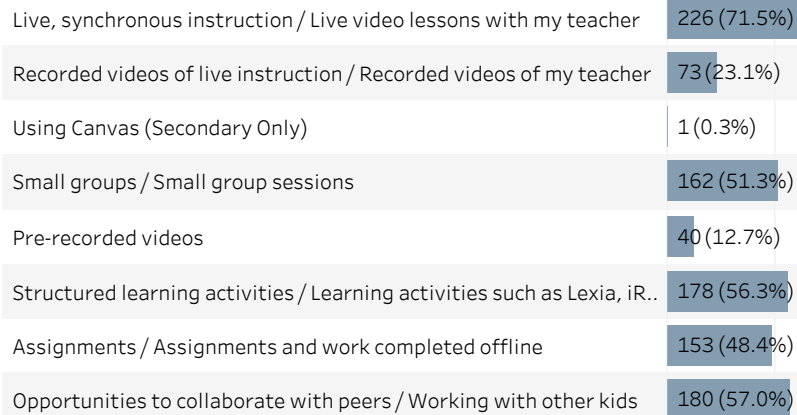 Live, synchronous instruction / Live video lessons with my teacher 226 (71.5%)
Recorded videos of live instruction / Recorded videos of my teacher 73 (23.1%)
Using Canvas (Secondary Only) 1 (0.3%)
Small groups / Small group sessions 162 (51.3%)
Pre-recorded videos 40 (12.7%)
Structured learning activities / Learning activities such as Lexia, iR.. 178 (56.3%)
Assignments / Assignments and work completed offline 153 (48.4%)
Opportunities to collaborate with peers / Working with other kids 180 (57.0%)